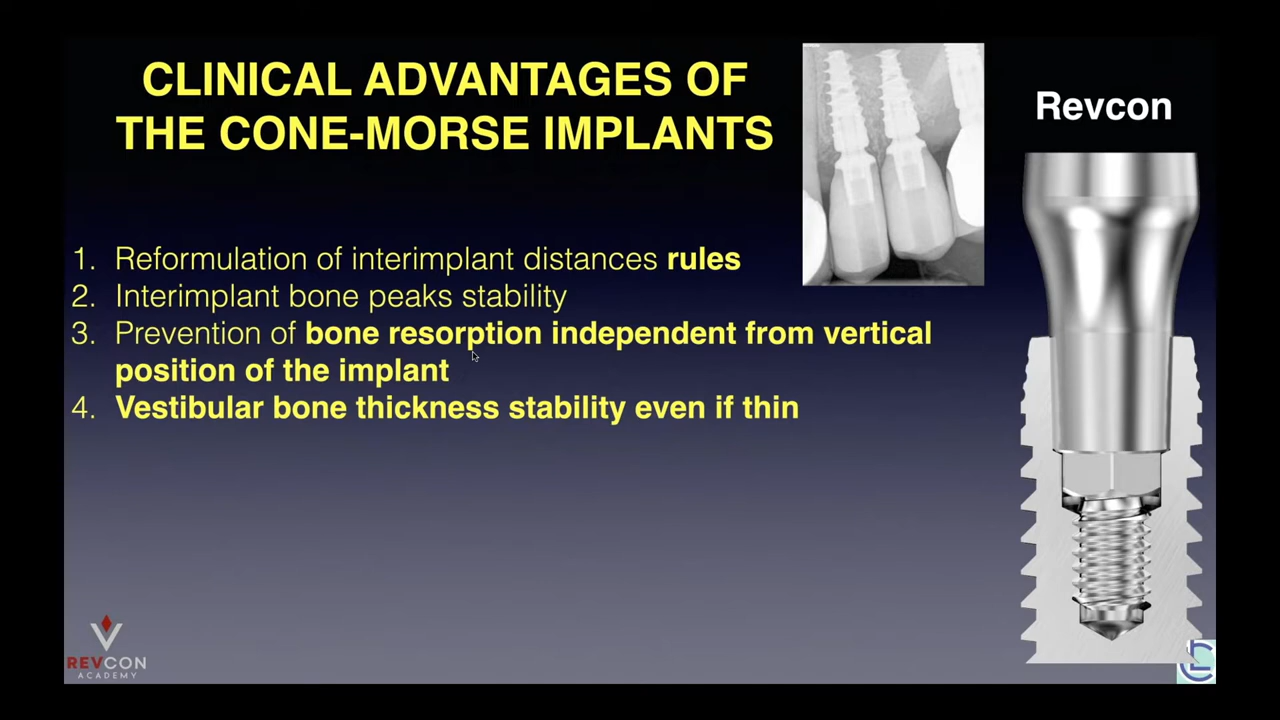 CLINICAL ADVANTAGES OF
THE CONE-MORSE IMPLANTS
Revcon
1. Reformulation of interimplant distances rules
2. Interimplant bone peaks stability
3. Prevention of bone resorption independent from vertical
position of the implant
4. Vestibular bone thickness stability even if thin
REVCON
ACADEMY